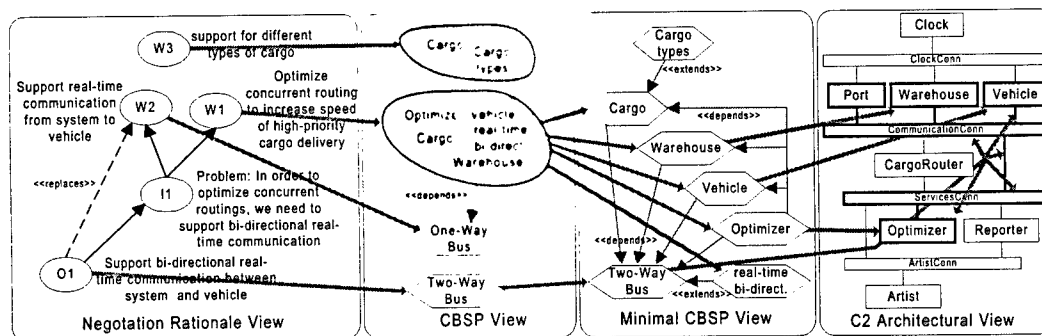 W3
support for different
types of cargo
Support real-time
communication
from system to
vehicle
W2
W1
Optimize
concurrent routing
to increase speed
of high-priority
cargo delivery
<<replaces>>
I1
Problem: In order to
optimize concurrent
routings, we need to
support bi-directional
real-time communication
O1
Support bi-directional real-
time communication between
system and vehicle
Negotation Rationale View
Cargo
Cargo
types
Optimize
vehicle
real-time
Cargo
bi-direct.
Warehouse
<<depends>>
One-Way
Bus
Two-Way
Bus
CBSP View
Cargo
types
<<extends>>
Cargo
<<depends>>
Warehouse
Vehicle
Optimizer
<<depends>>
Two-Way
Bus
real-time
bi-direct.
<<extends>>
Minimal CBSP View
Clock
ClockConn
Port
Warehouse
Vehicle
CommunicationConn
CargoRouter
ServicesConn
Optimizer
Reporter
ArtistConn
Artist
C2 Architectural View